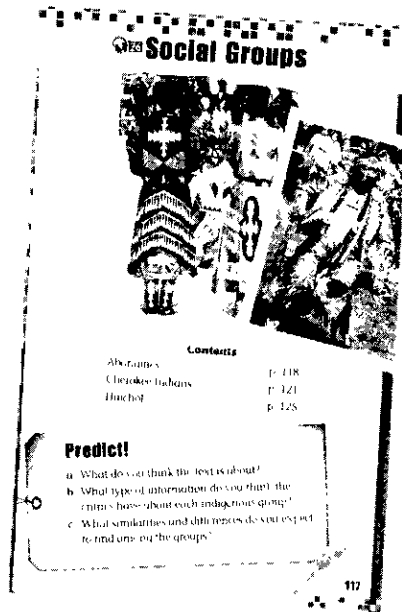 Social Groups
Contents
Aborigines p. 118
Cherokee Indians p. 121
Huichol p. 125
Predict!
a What do you think the text is about?
b What type of information do you think the
entries have about each indigenous group?
c What similarities and differences do you expect
to find among the groups?
117